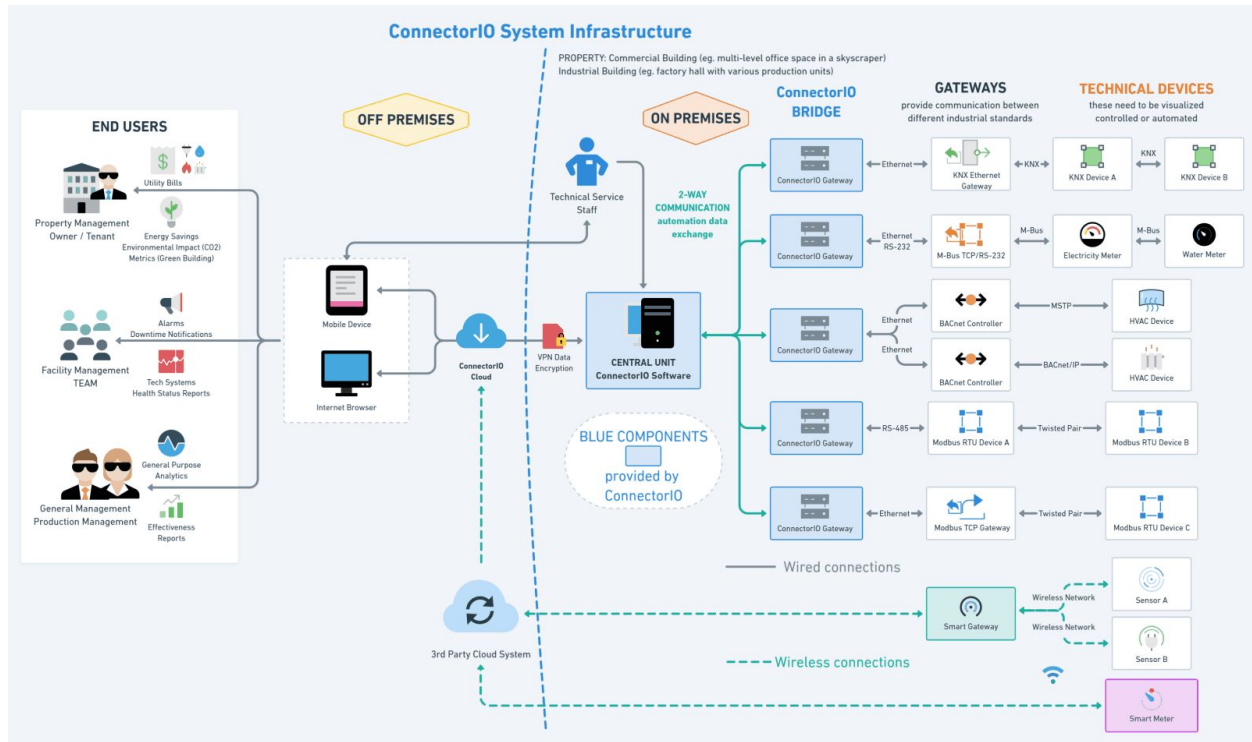 ConnectorIO System Infrastructure
PROPERTY: Commercial Building (eg. multi-level office space in a skyscraper)
Industrial Building (eg. factory hall with various production units)
OFF PREMISES
ON PREMISES
ConnectorIO
BRIDGE
GATEWAYS
provide communication between
different industrial standards
TECHNICAL DEVICES
these need to be visualized
controlled or automated
END USERS
$
Utility Bills
Property Management
Owner / Tenant
Energy Savings
Environmental Impact (CO2)
Metrics (Green Building)
Alarms
Downtime Notifications
Facility Management
TEAM
Tech Systems
Health Status Reports
General Purpose
Analytics
General Management
Production Management
Effectiveness
Reports
Mobile Device
Internet Browser
ConnectorIO
Cloud
VPN Data
Encryption
Technical Service
Staff
2-WAY
COMMUNICATION
automation data
exchange
CENTRAL UNIT
ConnectorIO Software
BLUE COMPONENTS
provided by
ConnectorIO
ConnectorIO Gateway
Ethernet
KNX Ethernet
Gateway
KNX
KNX Device A
KNX
KNX Device B
ConnectorIO Gateway
Ethernet
RS-232
M-Bus TCP/RS-232
M-Bus
Electricity Meter
M-Bus
Water Meter
ConnectorIO Gateway
Ethernet
Ethernet
BACnet Controller
MSTP
HVAC Device
BACnet Controller
BACnet/IP
HVAC Device
ConnectorIO Gateway
RS-485
Modbus RTU Device A
Twisted Pair
Modbus RTU Device B
ConnectorIO Gateway
Ethernet
Modbus TCP Gateway
Twisted Pair
Modbus RTU Device C
Wired connections
3rd Party Cloud System
Smart Gateway
Wireless Network
Wireless Network
Sensor A
Sensor B
Wireless connections
Smart Meter